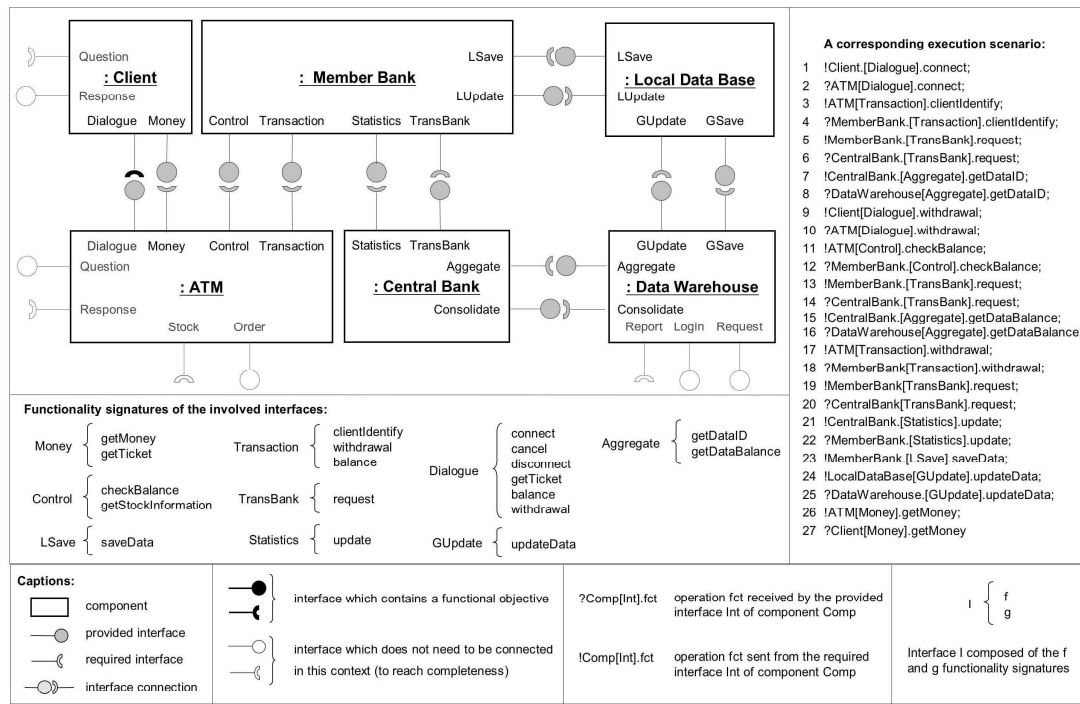 Question
: Client
Response
Dialogue Money
LSave
: Member Bank
LUpdate
Control Transaction Statistics TransBank
LSave
: Local Data Base
LUpdate
GUpdate GSave
Dialogue Money Control Transaction
Question
: ATM
Response
Stock Order
Statistics TransBank
Aggegate
: Central Bank
Consolidate
GUpdate GSave
Aggregate
: Data Warehouse
Consolidate
Report Login Request
A corresponding execution scenario:
1 !Client.[Dialogue].connect;
2 ?ATM[Dialogue].connect;
3 !ATM[Transaction].clientIdentify;
4 ?MemberBank.[Transaction].clientIdentify;
5 !MemberBank.[TransBank].request;
6 ?CentralBank.[TransBank].request;
7 !CentralBank.[Aggregate].getDataID;
8 ?DataWarehouse[Aggregate].getDataID;
9 !Client[Dialogue].withdrawal;
10 ?ATM[Dialogue].withdrawal;
11 !ATM[Control].checkBalance;
12 ?MemberBank.[Control].checkBalance;
13 !MemberBank.[TransBank].request;
14 ?CentralBank.[TransBank].request;
15 !CentralBank.[Aggregate].getDataBalance;
16 ?DataWarehouse[Aggregate].getDataBalance
17 !ATM[Transaction].withdrawal;
18 ?MemberBank[Transaction].withdrawal;
19 !MemberBank[TransBank].request;
20 ?CentralBank[TransBank].request;
21 !CentralBank.[Statistics].update;
22 ?MemberBank.[Statistics].update;
23 !MemberBank.[LSave].saveData;
24 !LocalDataBase[GUpdate].updateData;
25 ?DataWarehouse.[GUpdate].updateData;
26 !ATM[Money].getMoney;
27 ?Client[Money].getMoney
Functionality signatures of the involved interfaces:
Money
getMoney
getTicket
Control
checkBalance
getStockInformation
LSave
saveData
Transaction
clientIdentify
withdrawal
balance
TransBank
request
Statistics
update
Dialogue
connect
cancel
disconnect
getTicket
balance
withdrawal
GUpdate
updateData
Aggregate
getDataID
getDataBalance
Captions:
component
provided interface
required interface
interface connection
interface which contains a functional objective
interface which does not need to be connected
in this context (to reach completeness)
?Comp[Int].fct operation fct received by the provided
interface Int of component Comp
!Comp[Int].fct operation fct sent from the required
interface Int of component Comp
I
f
g
Interface I composed of the f
and g functionality signatures